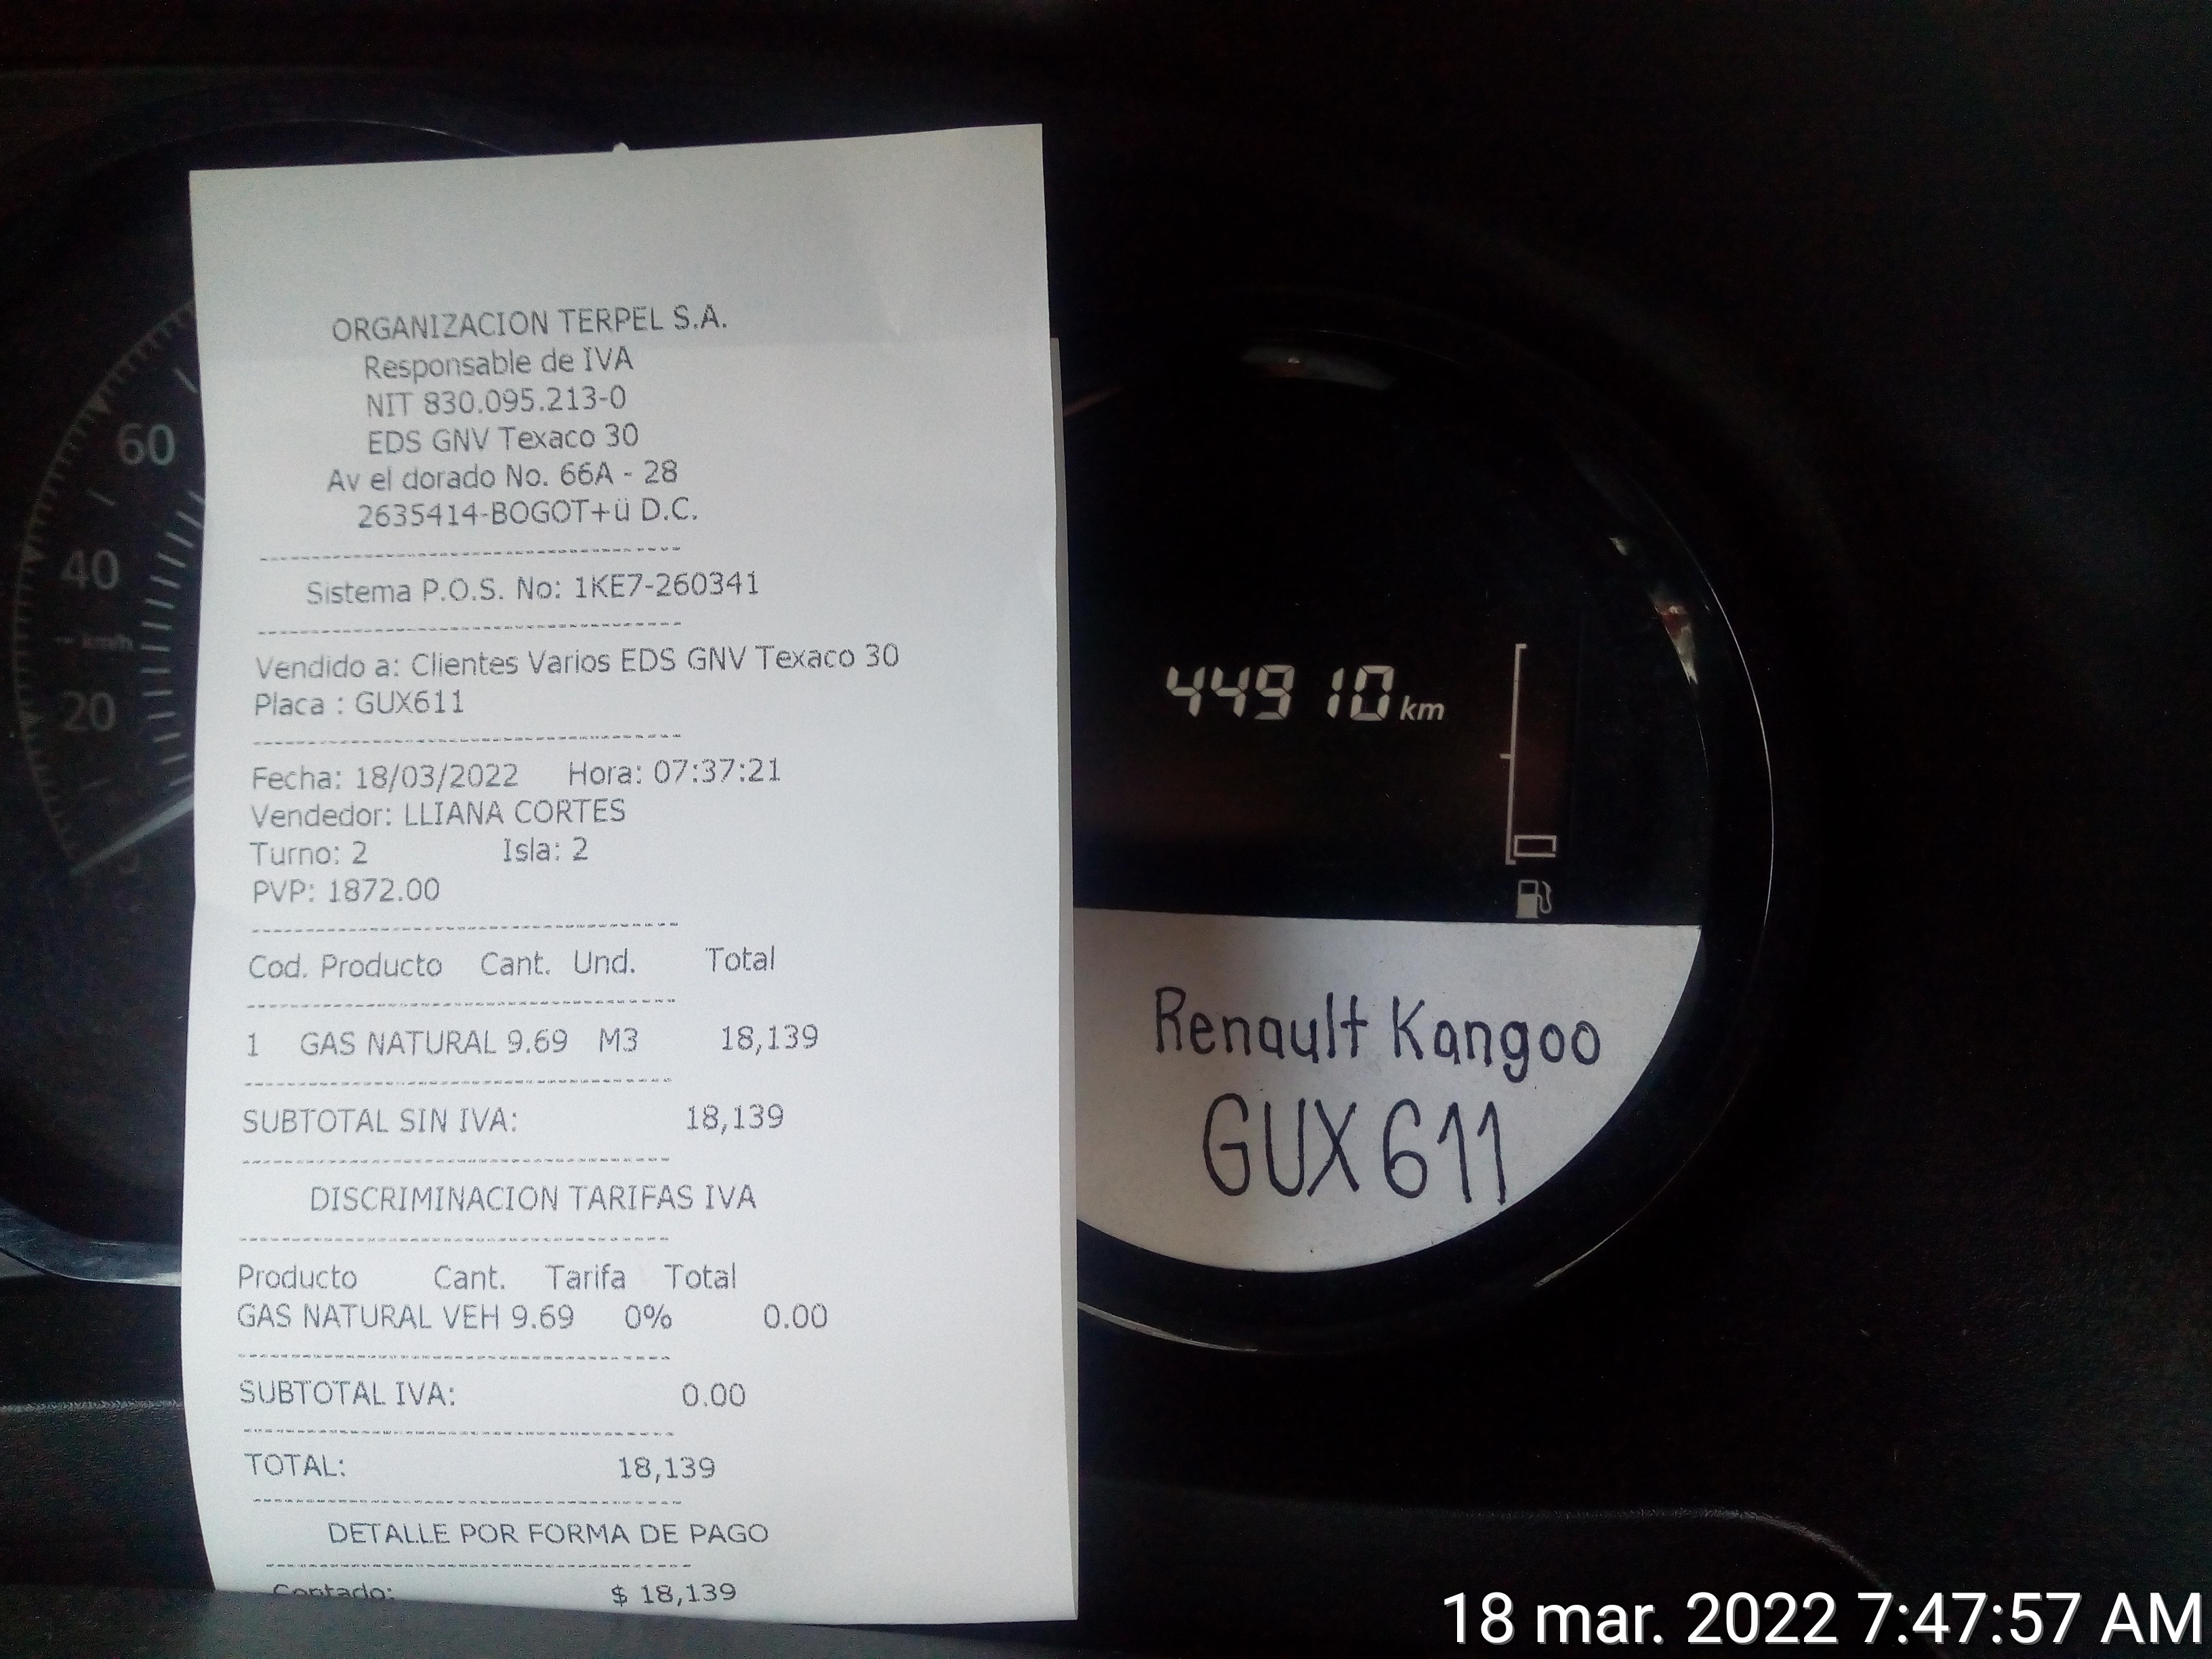 ORGANIZACION TERPEL S.A.
Responsable de IVA
NIT 830.095.213-0
EDS GNV Texaco 30
Av el dorado No. 66A - 28
2635414-BOGOT+ü D.C.
Sistema P.O.S. No: 1KE7-260341
Vendido a: Clientes Varios EDS GNV Texaco 30
Placa : GUX611
Fecha: 18/03/2022 Hora: 07:37:21
Vendedor: LLIANA CORTES
Turno: 2 Isla: 2
PVP: 1872.00
Cod. Producto Cant. Und. Total
1 GAS NATURAL 9.69 M3 18,139
SUBTOTAL SIN IVA: 18,139
DISCRIMINACION TARIFAS IVA
Producto Cant. Tarifa Total
GAS NATURAL VEH 9.69 0% 0.00
SUBTOTAL IVA: 0.00
TOTAL: 18,139
DETALLE POR FORMA DE PAGO
Contado: $ 18,139
60
40
km/h
20
44910 km
Renault Kangoo
GUX611
18 mar. 2022 7:47:57 AM